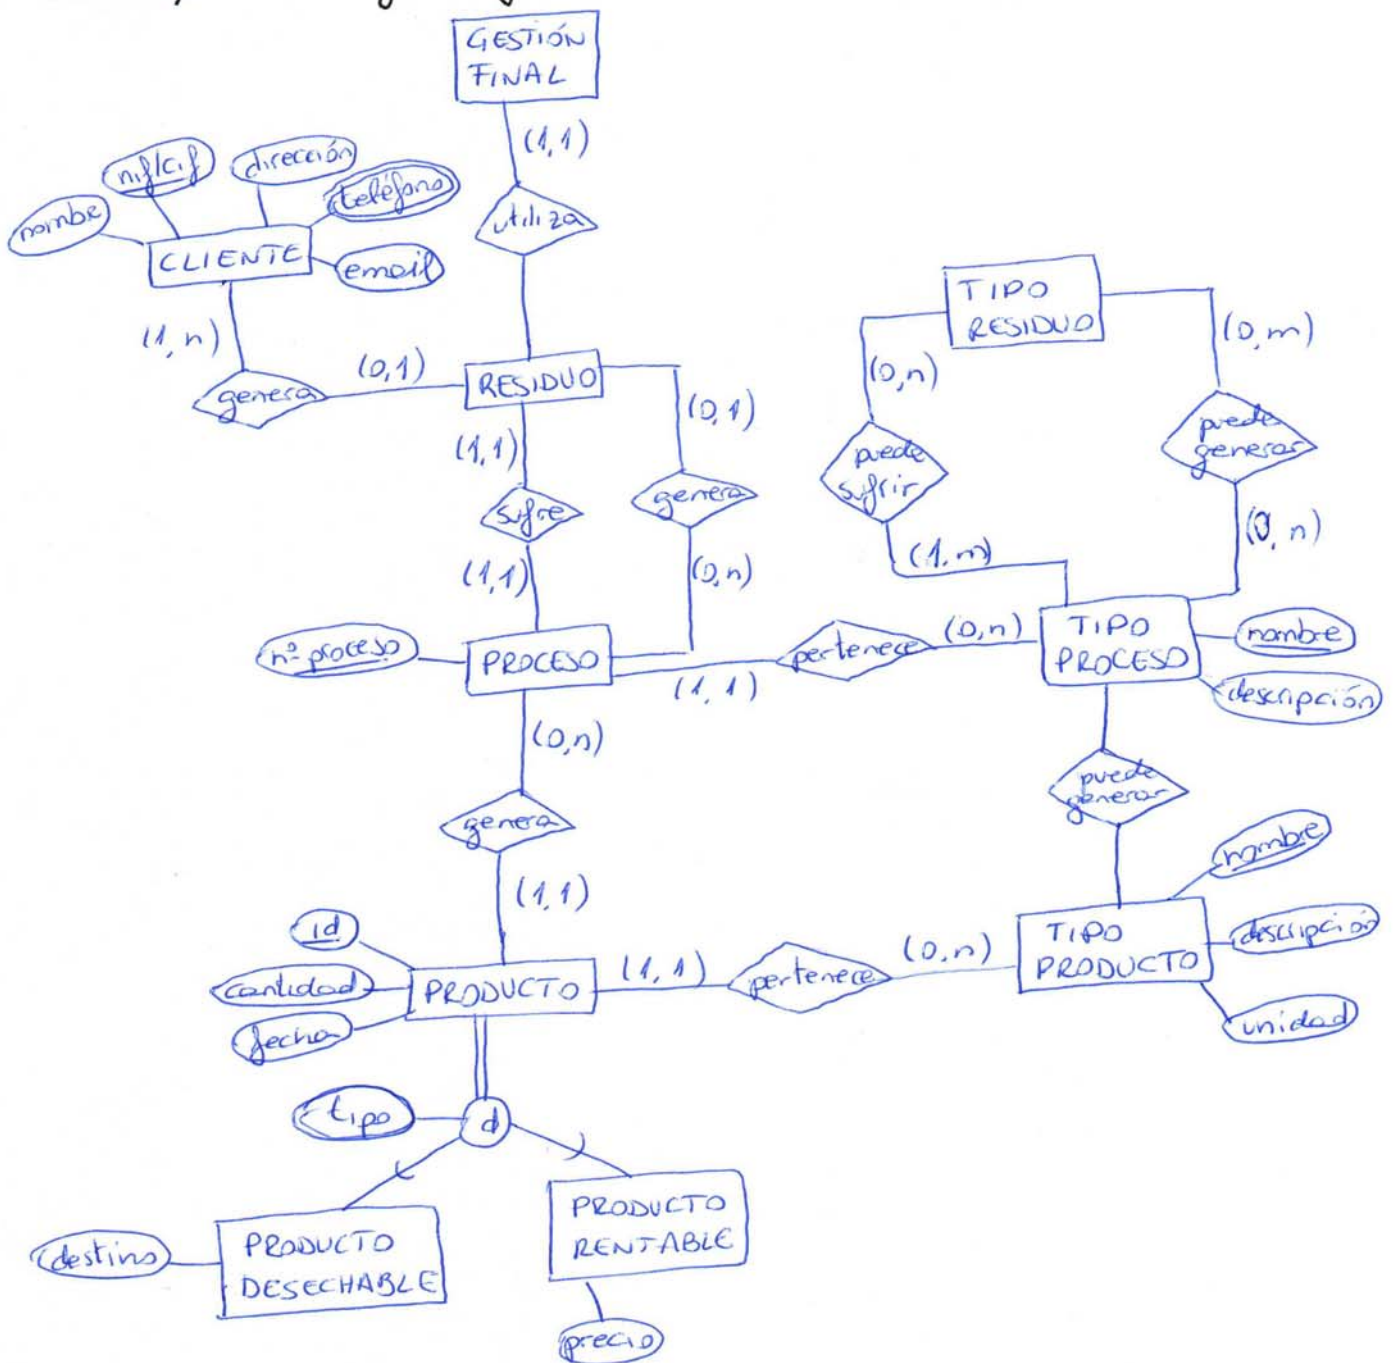 GESTIÓN
FINAL
(1,1)
utiliza
nombre
nif/cif
dirección
teléfono
email
CLIENTE
(1,n)
genera
(0,1)
RESIDUO
(1,1)
sufre
(1,1)
(0,1)
genera
(0,n)
TIPO
RESIDUO
(0,n)
puede
sufrir
(1,m)
(0,m)
puede
generar
(0,n)
nº proceso
PROCESO
(1,1)
pertenece
(0,n)
TIPO
PROCESO
nombre
descripción
(0,n)
genera
(1,1)
puede
generar
id
cantidad
fecha
PRODUCTO
(1,1)
pertenece
(0,n)
TIPO
PRODUCTO
nombre
descripción
unidad
tipo
d
PRODUCTO
DESECHABLE
destino
PRODUCTO
RENTABLE
precio